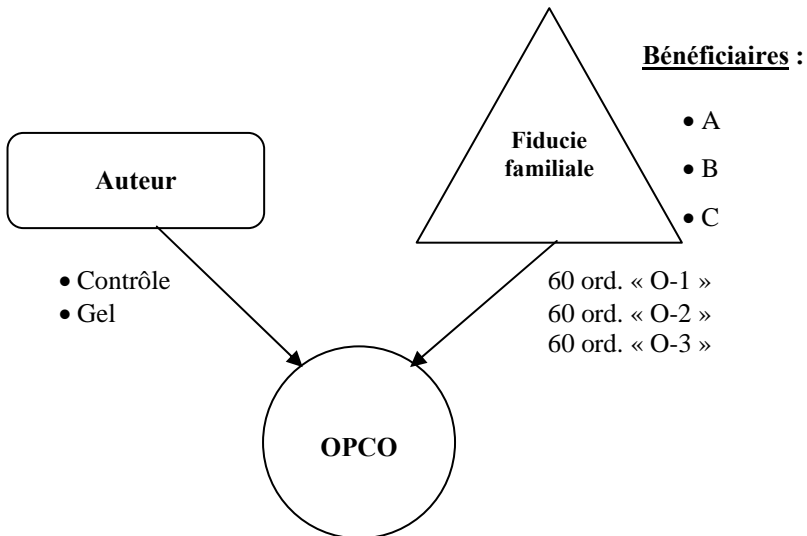 Bénéficiaires :
• A
• B
• C
Fiducie
familiale
Auteur
• Contrôle
• Gel
60 ord. « O-1 »
60 ord. « O-2 »
60 ord. « O-3 »
OPCO